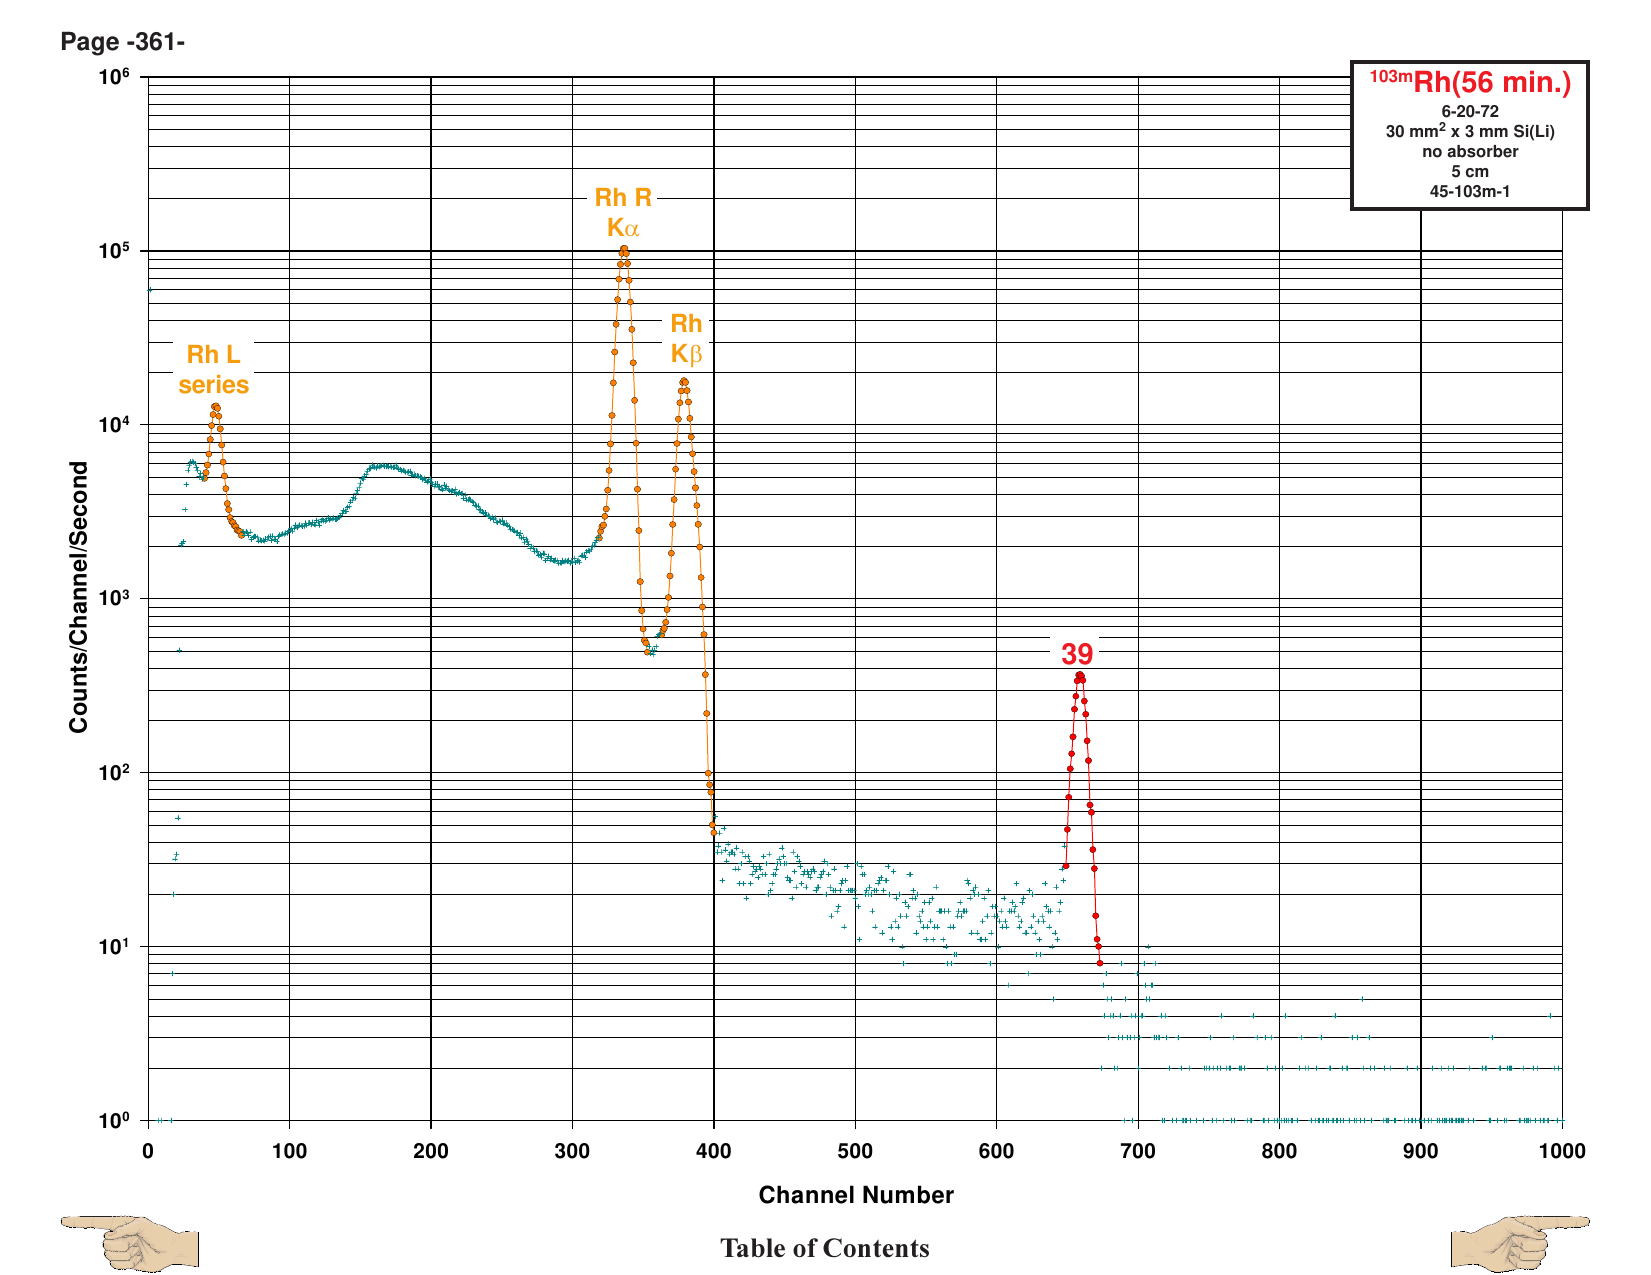 Page -361-
10⁶
10⁵
10⁴
10³
10²
10¹
10⁰
Counts/Channel/Second
103mRh(56 min.)
6-20-72
30 mm² x 3 mm Si(Li)
no absorber
5 cm
45-103m-1
Rh L
series
Rh R
Kα
Rh
Kβ
39
0 100 200 300 400 500 600 700 800 900 1000
Channel Number
Table of Contents